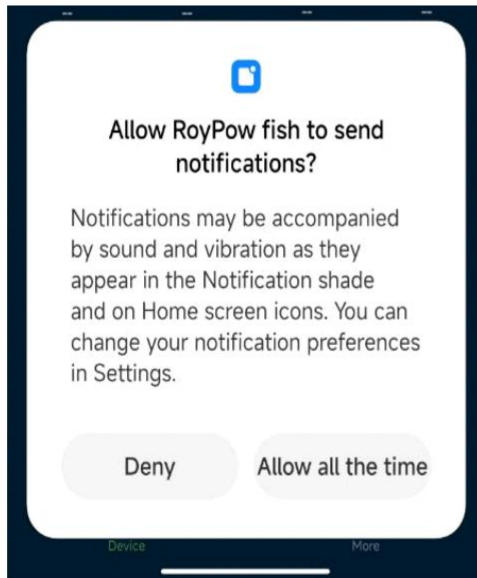 -- -- -- --
Allow RoyPow fish to send
notifications?
Notifications may be accompanied
by sound and vibration as they
appear in the Notification shade
and on Home screen icons. You can
change your notification preferences
in Settings.
Deny Allow all the time
Device More